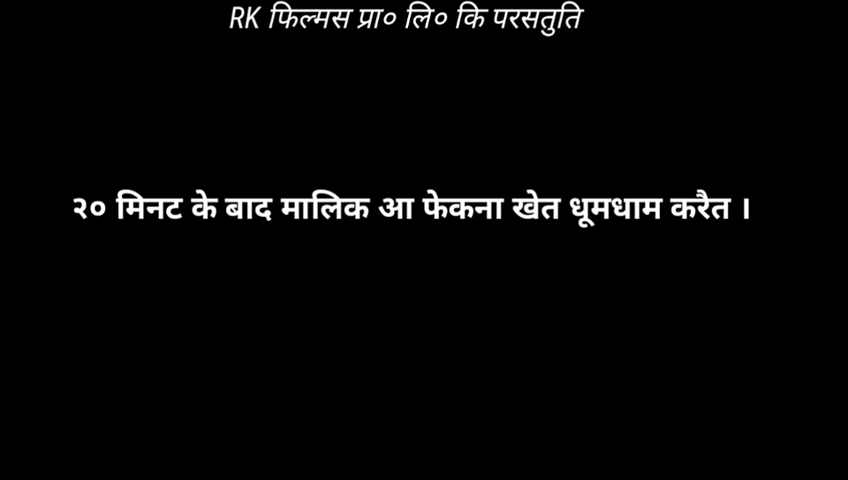 RK फिल्मस प्रा० लि० कि परसतुति
२० मिनट के बाद मालिक आ फेकना खेत धूमधाम करैत ।